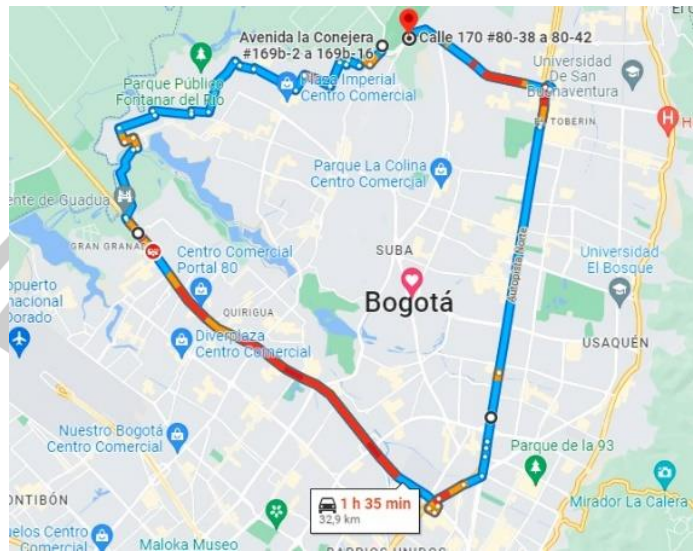 Avenida la Conejera
#169b-2 a 169b-16
Calle 170 #80-38 a 80-42
Parque Público
Fontanar del Río
Plaza Imperial
Centro Comercial
Universidad
De San
Buenaventura
EL TOBERIN
Parque La Colina
Centro Comercial
ente de Guadua
GRAN GRANA
Centro Comercial
Portal 80
SUBA
Universidad
El Bosque
Autopista Norte
Bogotá
opuerto
nacional
Dorado
QUIRIGUA
Diverplaza
Centro Comercial
USAQUÉN
Nuestro Bogotá
Centro Comercial
Parque de la 93
1 h 35 min
32,9 km
Mirador La Calera
ONTIBÓN
uelos Centro
Comercial
Maloka Museo
BARRIOS UNIDOS